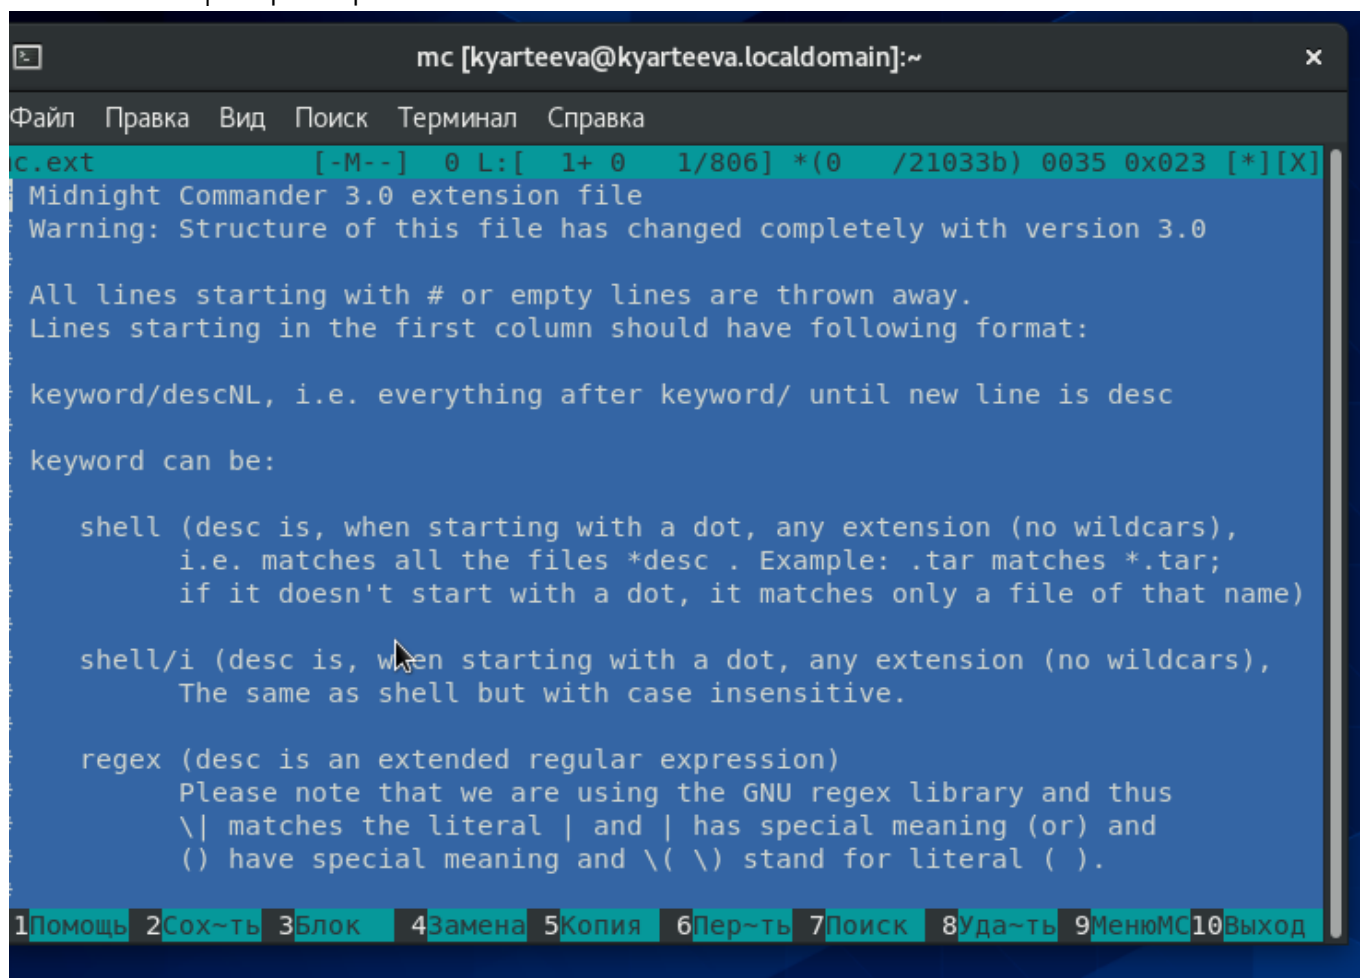 mc [kyarteeva@kyarteeva.localdomain]:~ ×
Файл Правка Вид Поиск Терминал Справка
c.ext [-M--] 0 L:[ 1+ 0 1/806] *(0 /21033b) 0035 0x023 [*][X]
# Midnight Commander 3.0 extension file
# Warning: Structure of this file has changed completely with version 3.0
#
# All lines starting with # or empty lines are thrown away.
# Lines starting in the first column should have following format:
#
# keyword/descNL, i.e. everything after keyword/ until new line is desc
#
# keyword can be:
#
# shell (desc is, when starting with a dot, any extension (no wildcars),
# i.e. matches all the files *desc . Example: .tar matches *.tar;
# if it doesn't start with a dot, it matches only a file of that name)
#
# shell/i (desc is, when starting with a dot, any extension (no wildcars),
# The same as shell but with case insensitive.
#
# regex (desc is an extended regular expression)
# Please note that we are using the GNU regex library and thus
# \| matches the literal | and | has special meaning (or) and
# () have special meaning and \( \) stand for literal ( ).
#
1Помощь 2Сох~ть 3Блок 4Замена 5Копия 6Пер~ть 7Поиск 8Уда~ть 9МенюМС10Выход